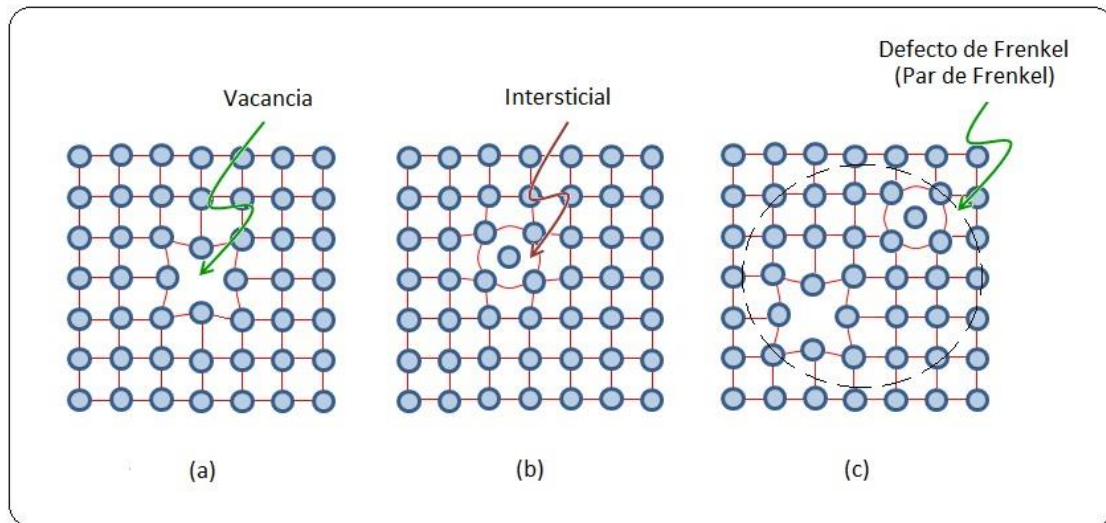 Vacancia
Intersticial
Defecto de Frenkel
(Par de Frenkel)
(a)
(b)
(c)